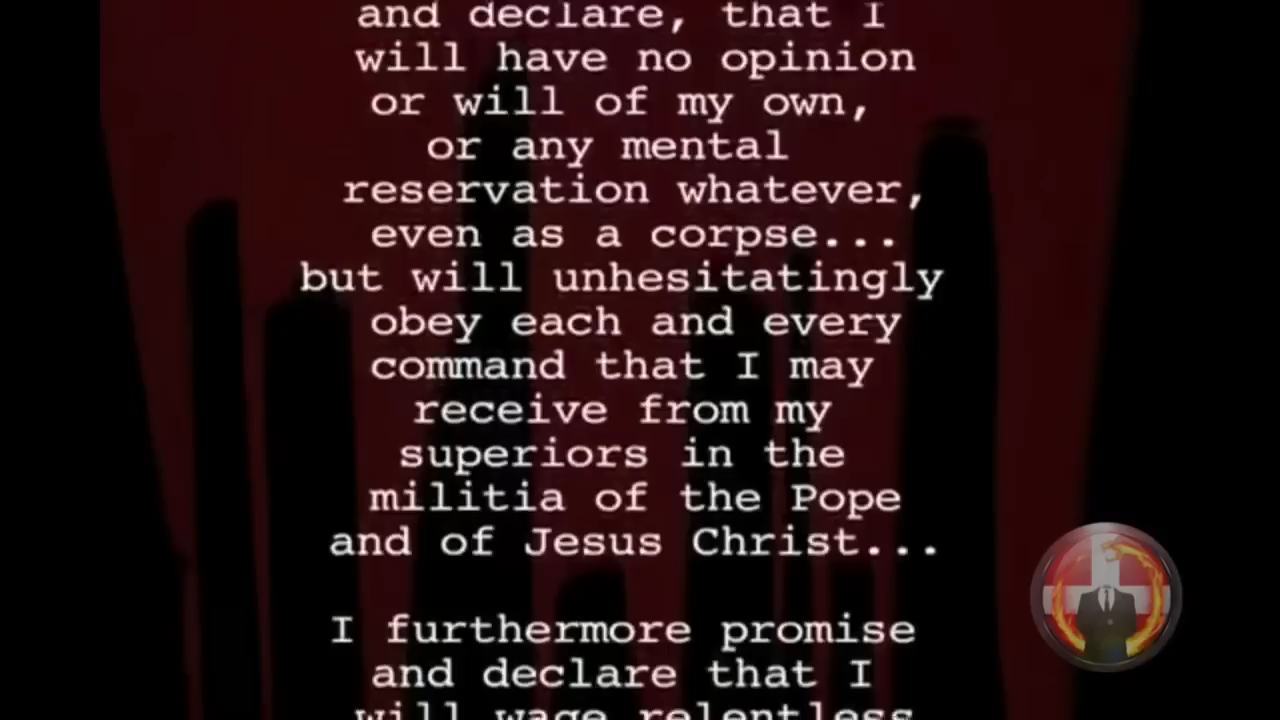 and declare, that I
will have no opinion
or will of my own,
or any mental
reservation whatever,
even as a corpse...
but will unhesitatingly
obey each and every
command that I may
receive from my
superiors in the
militia of the Pope
and of Jesus Christ...
I furthermore promise
and declare that I
will wage relentless